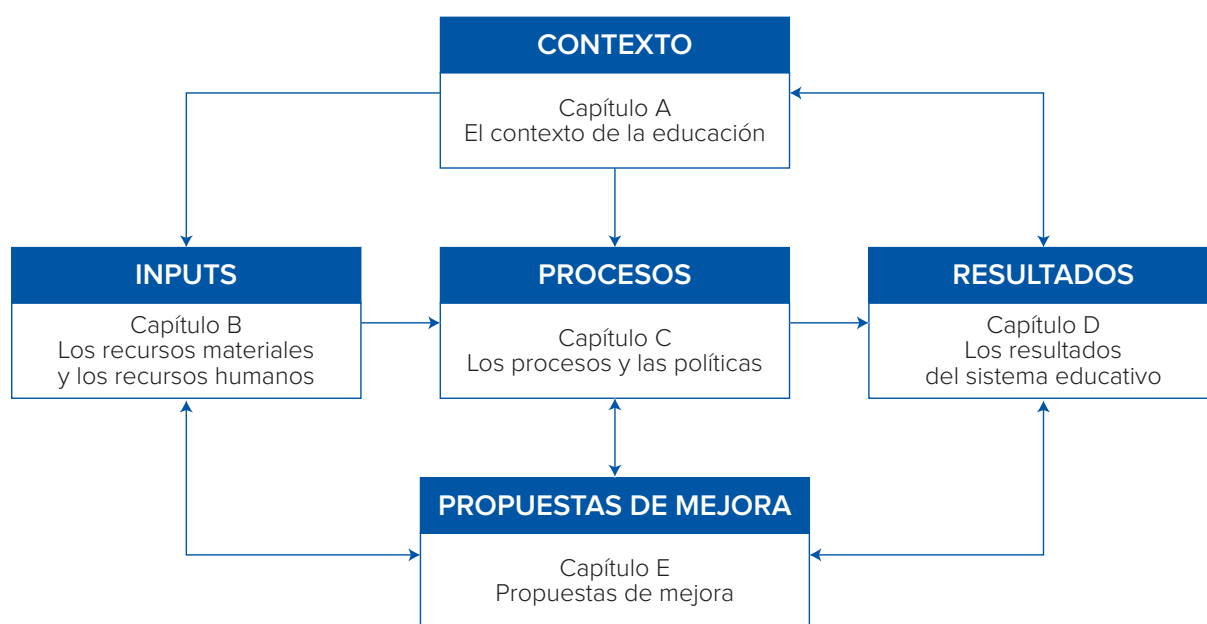 CONTEXTO
Capítulo A
El contexto de la educación
INPUTS
Capítulo B
Los recursos materiales
y los recursos humanos
PROCESOS
Capítulo C
Los procesos y las políticas
RESULTADOS
Capítulo D
Los resultados
del sistema educativo
PROPUESTAS DE MEJORA
Capítulo E
Propuestas de mejora